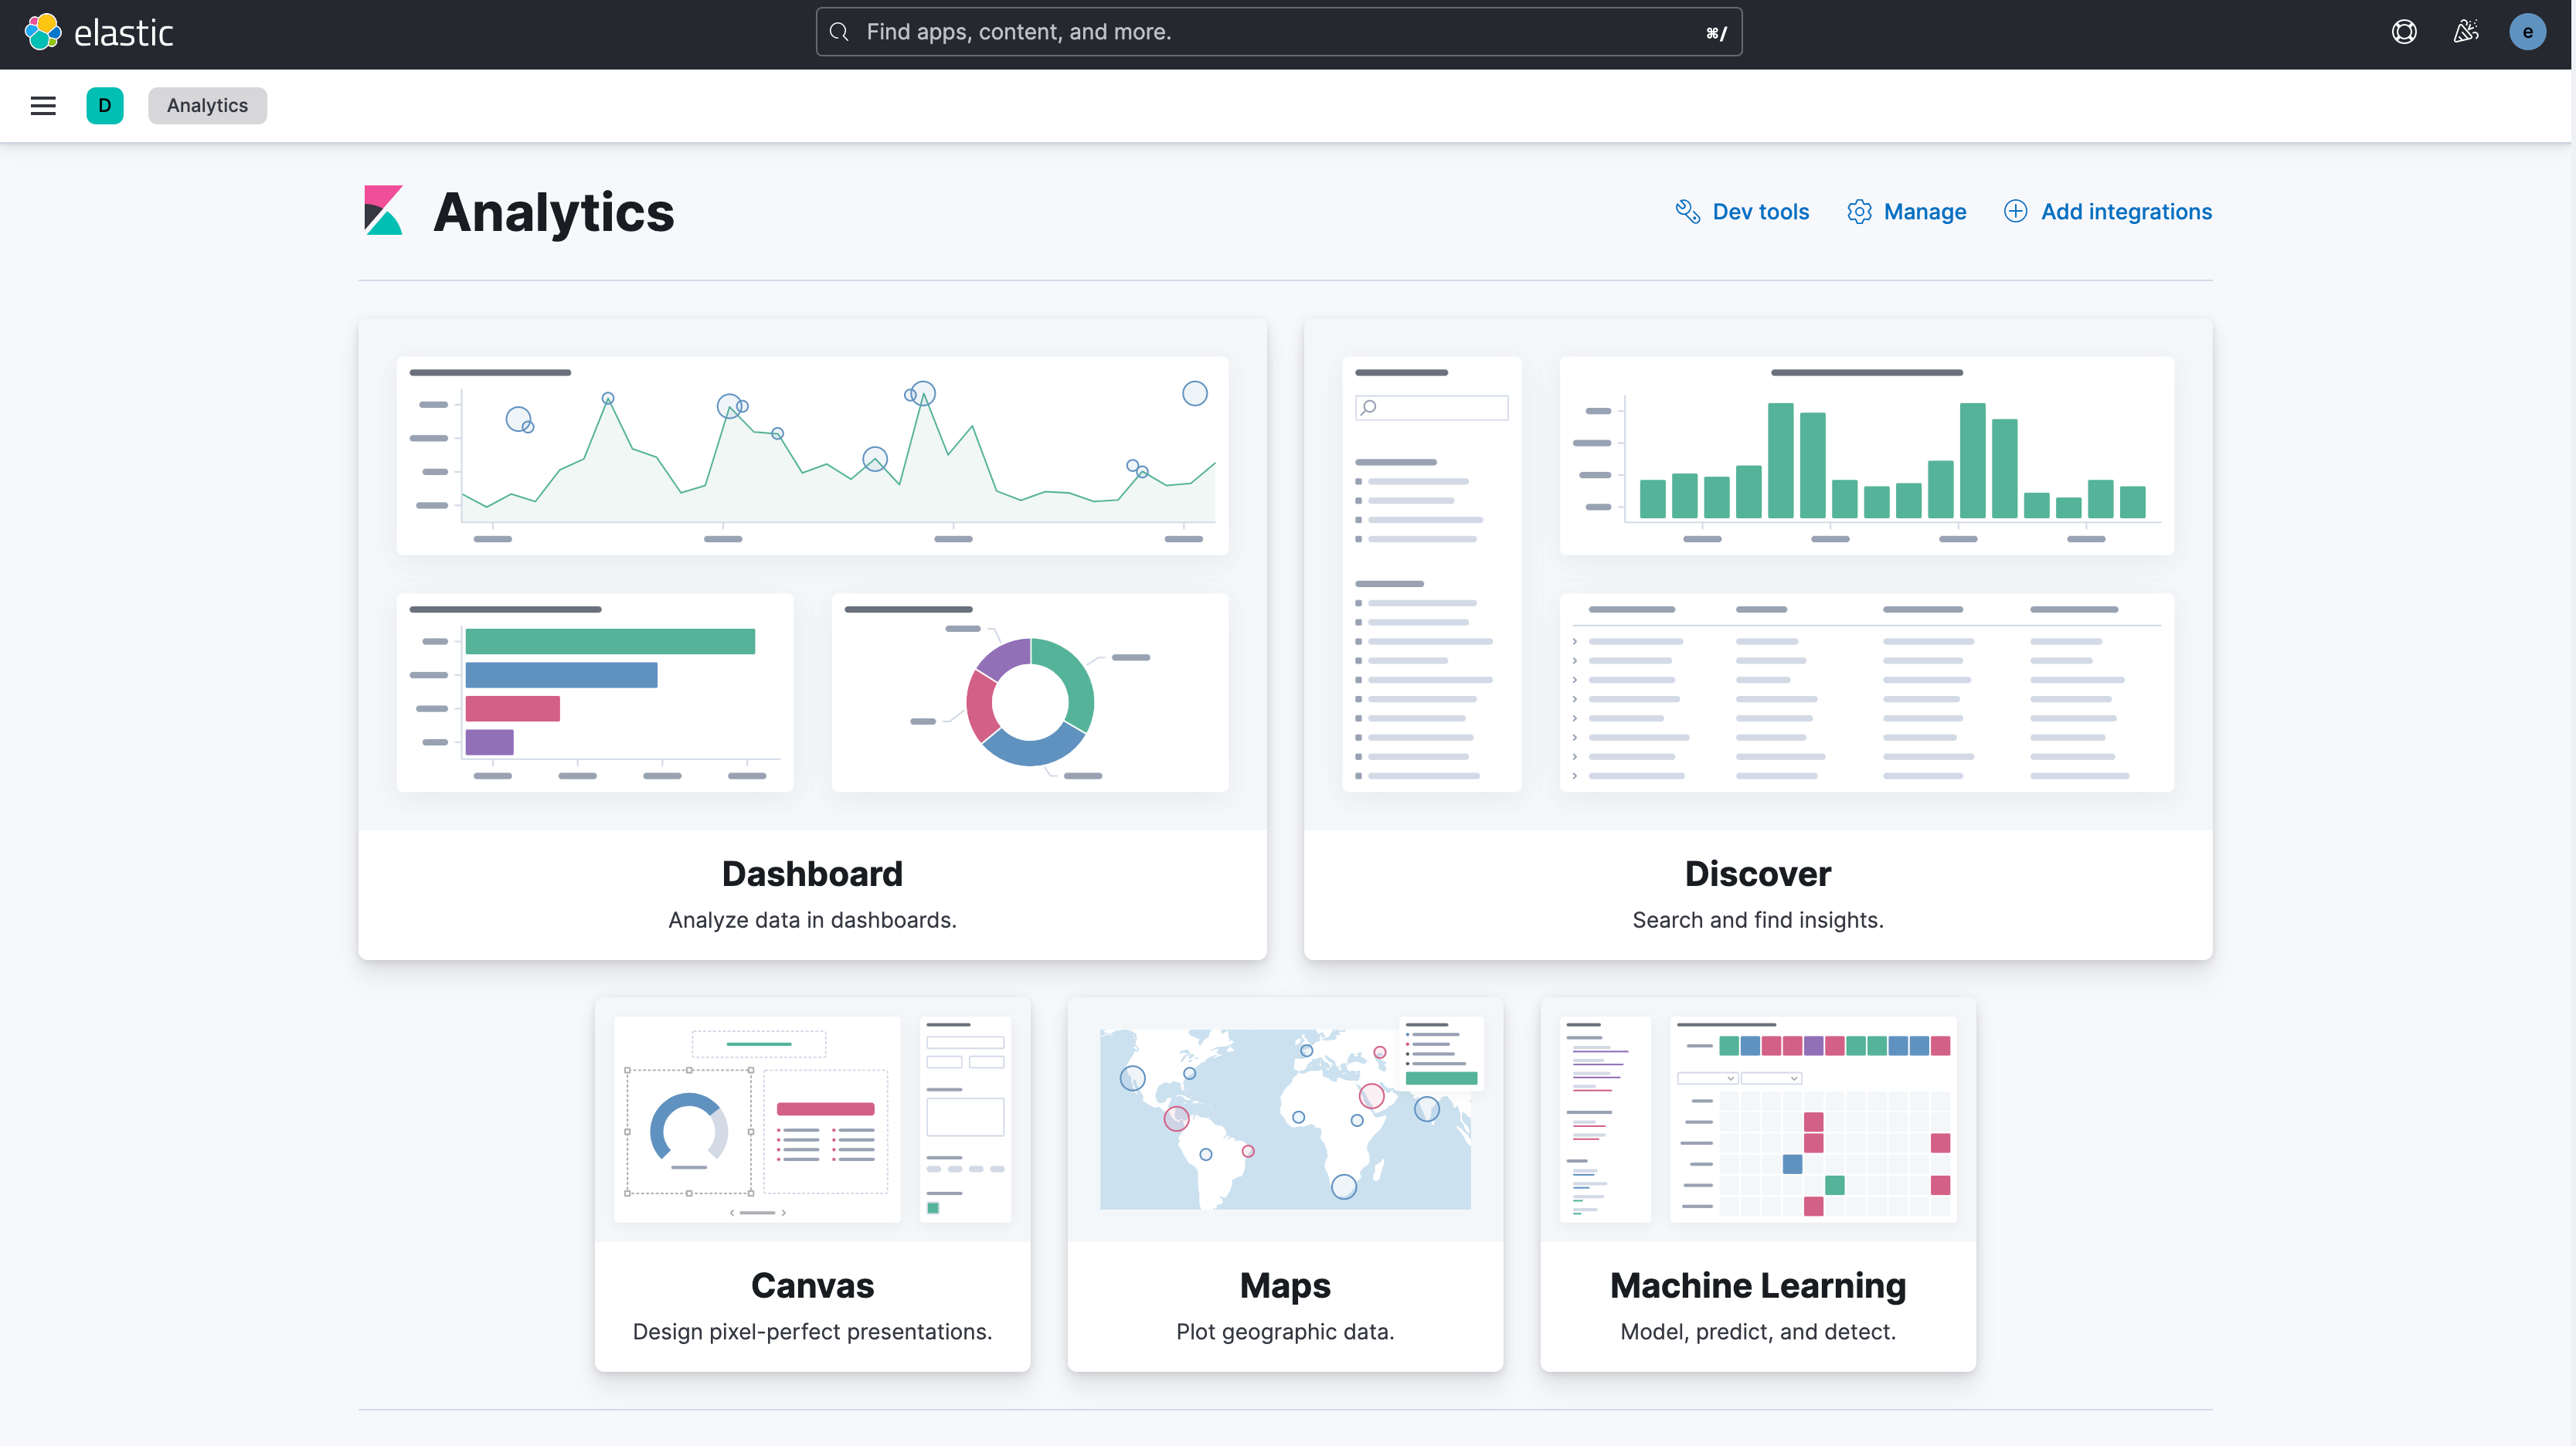 elastic
Find apps, content, and more.
⌘/
e
D
Analytics
Analytics
Dev tools
Manage
Add integrations
Dashboard
Analyze data in dashboards.
Discover
Search and find insights.
Canvas
Design pixel-perfect presentations.
Maps
Plot geographic data.
Machine Learning
Model, predict, and detect.